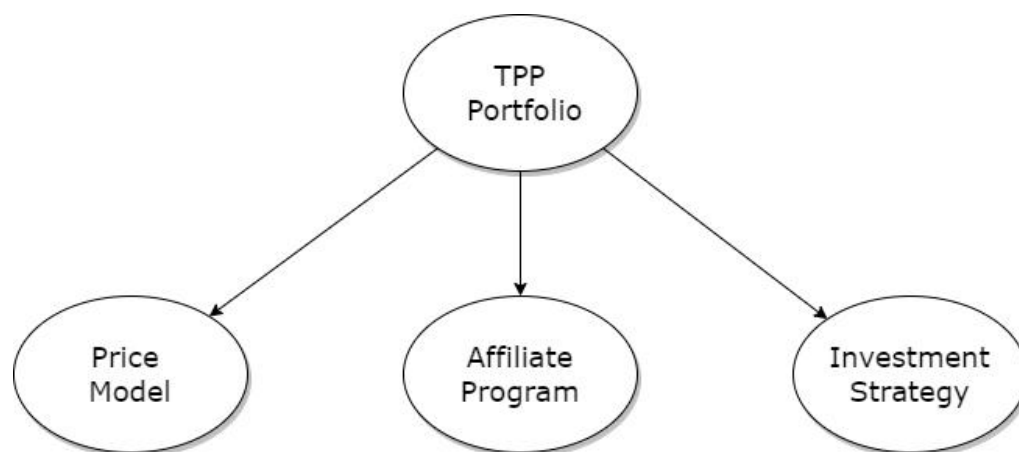 TPP
Portfolio
Price
Model
Affiliate
Program
Investment
Strategy